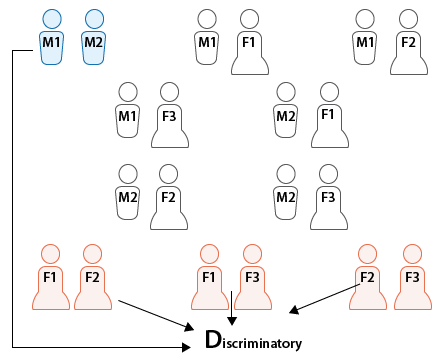 M1 M2 M1 F1 M1 F2
M1 F3 M2 F1
M2 F2 M2 F3
F1 F2 F1 F3 F2 F3
Discriminatory